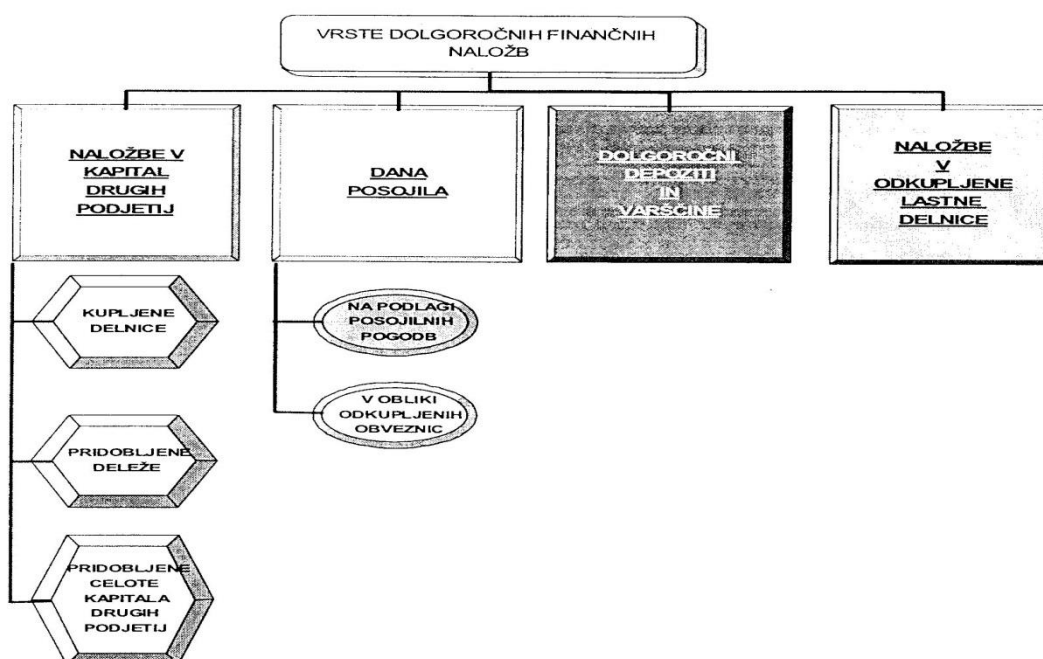 VRSTE DOLGOROČNIH FINANČNIH
NALOŽB
NALOŽBE V
KAPITAL
DRUGIH
PODJETIJ
DANA
POSOJILA
DOLGOROČNI
DEPOZITI
IN
VARŠČINE
NALOŽBE
V
ODKUPLJENE
LASTNE
DELNICE
KUPLJENE
DELNICE
PRIDOBLJENE
DELEŽE
PRIDOBLJENE
CELOTE
KAPITALA
DRUGIH
PODJETIJ
NA PODLAGI
POSOJILNIH
POGODB
V OBLIKI
ODKUPLJENIH
OBVEZNIC